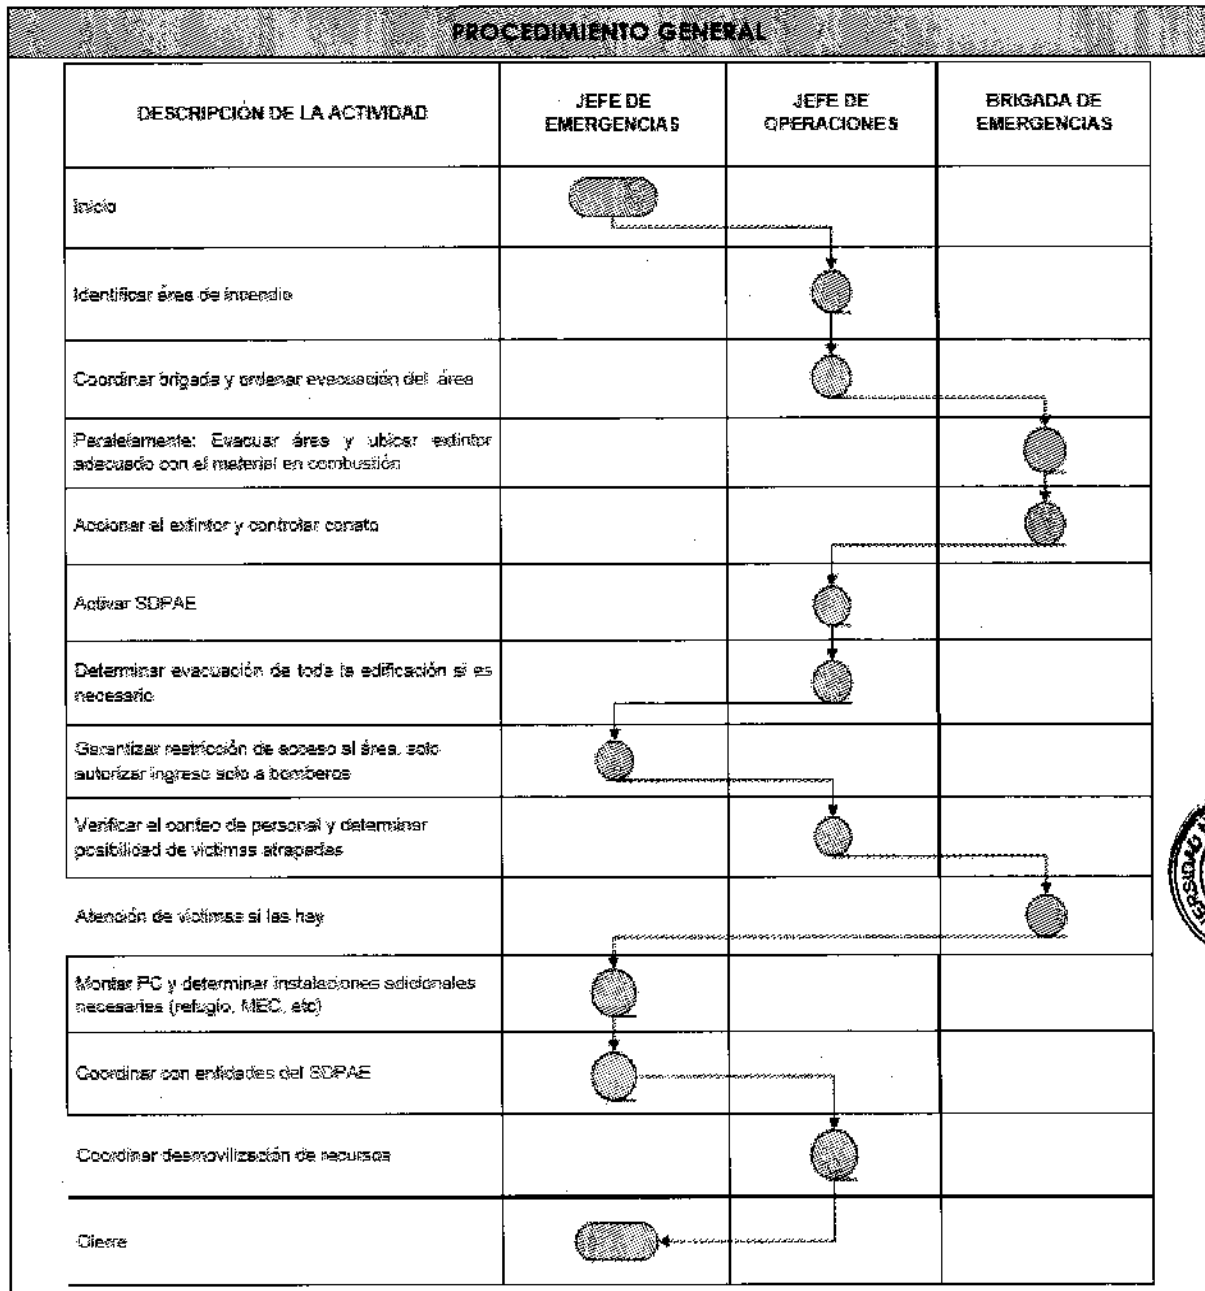 PROCEDIMIENTO GENERAL
DESCRIPCIÓN DE LA ACTIVIDAD
JEFE DE
EMERGENCIAS
JEFE DE
OPERACIONES
BRIGADA DE
EMERGENCIAS
Inicio
Identificar área de incendio
Coordinar brigada y ordenar evacuación del área
Paralelamente: Evacuar área y ubicar extintor
adecuado con el material en combustión
Accionar el extintor y controlar conato
Activar SDPAE
Determinar evacuación de toda la edificación si es
necesario
Garantizar restricción de acceso al área, solo
autorizar ingreso solo a bomberos
Verificar el conteo de personal y determinar
posibilidad de víctimas atrapadas
Atención de víctimas si las hay
Montar PC y determinar instalaciones adicionales
necesarias (refugio, MEC, etc)
Coordinar con entidades del SDPAE
Coordinar desmovilización de recursos
Cierre